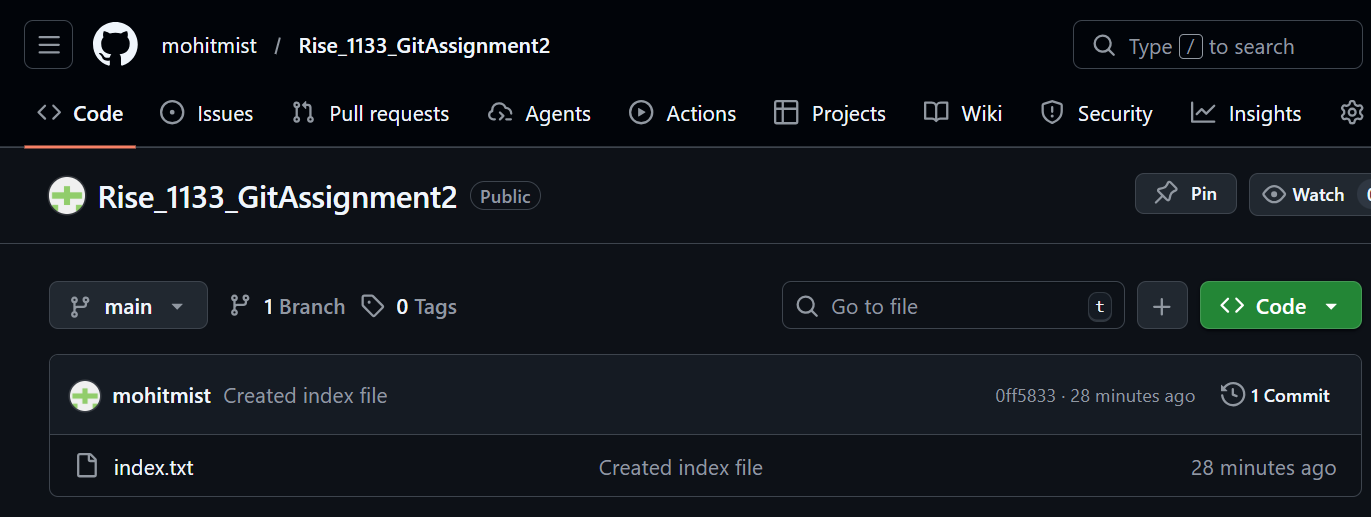 mohitmist / Rise_1133_GitAssignment2 Type / to search
Code Issues Pull requests Agents Actions Projects Wiki Security Insights
Rise_1133_GitAssignment2 Public Pin Watch
main 1 Branch 0 Tags Go to file t + Code
mohitmist Created index file 0ff5833 · 28 minutes ago 1 Commit
index.txt Created index file 28 minutes ago